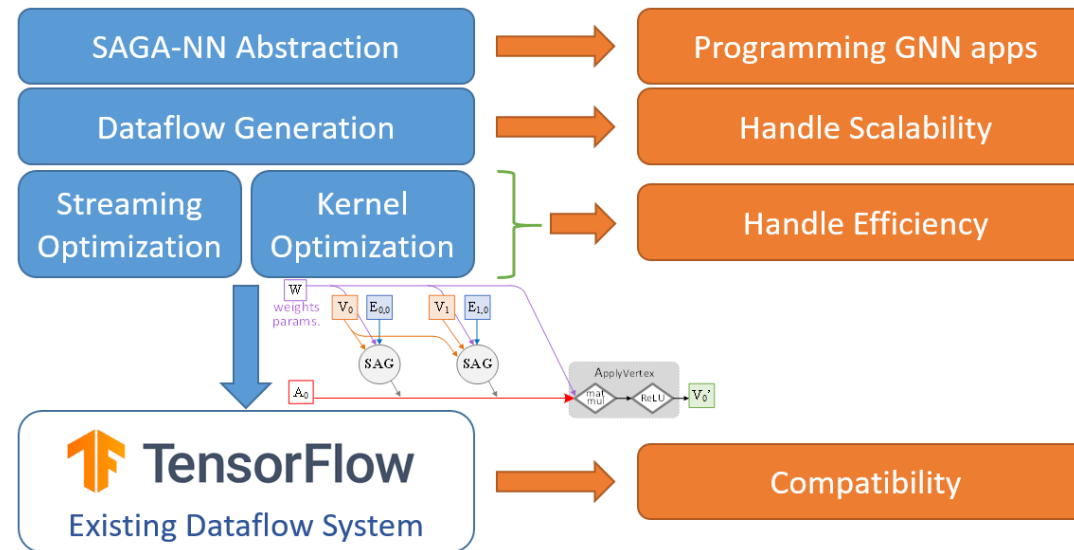 SAGA-NN Abstraction
Programming GNN apps
Dataflow Generation
Handle Scalability
Streaming
Optimization
Kernel
Optimization
Handle Efficiency
W
weights
params.
V₀
E₀,₀
V₁
E₁,₀
SAG
SAG
ApplyVertex
A₀
mat
mul
ReLU
V₀'
TensorFlow
Existing Dataflow System
Compatibility